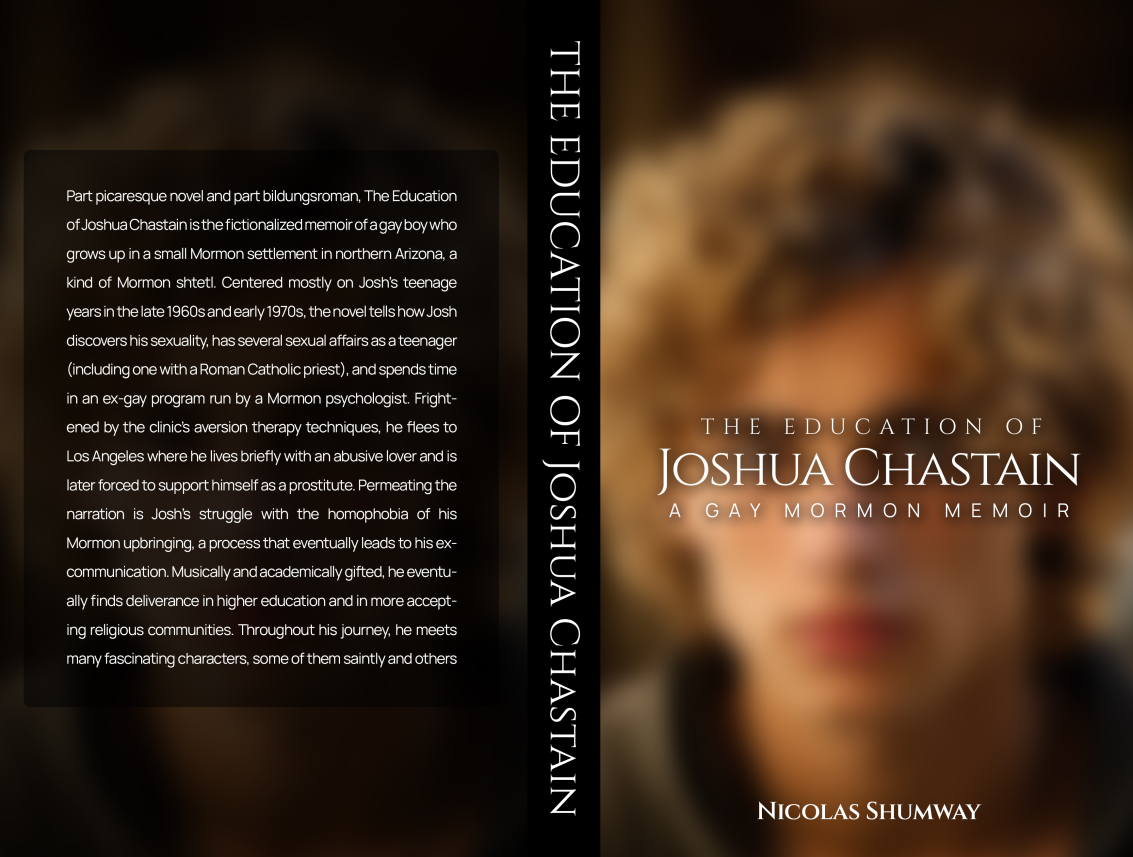 Part picaresque novel and part bildungsroman, The Education
of Joshua Chastain is the fictionalized memoir of a gay boy who
grows up in a small Mormon settlement in northern Arizona, a
kind of Mormon shtetl. Centered mostly on Josh's teenage
years in the late 1960s and early 1970s, the novel tells how Josh
discovers his sexuality, has several sexual affairs as a teenager
(including one with a Roman Catholic priest), and spends time
in an ex-gay program run by a Mormon psychologist. Fright-
ened by the clinic's aversion therapy techniques, he flees to
Los Angeles where he lives briefly with an abusive lover and is
later forced to support himself as a prostitute. Permeating the
narration is Josh's struggle with the homophobia of his
Mormon upbringing, a process that eventually leads to his ex-
communication. Musically and academically gifted, he eventu-
ally finds deliverance in higher education and in more accept-
ing religious communities. Throughout his journey, he meets
many fascinating characters, some of them saintly and others
THE EDUCATION OF JOSHUA CHASTAIN
THE EDUCATION OF
JOSHUA CHASTAIN
A GAY MORMON MEMOIR
NICOLAS SHUMWAY